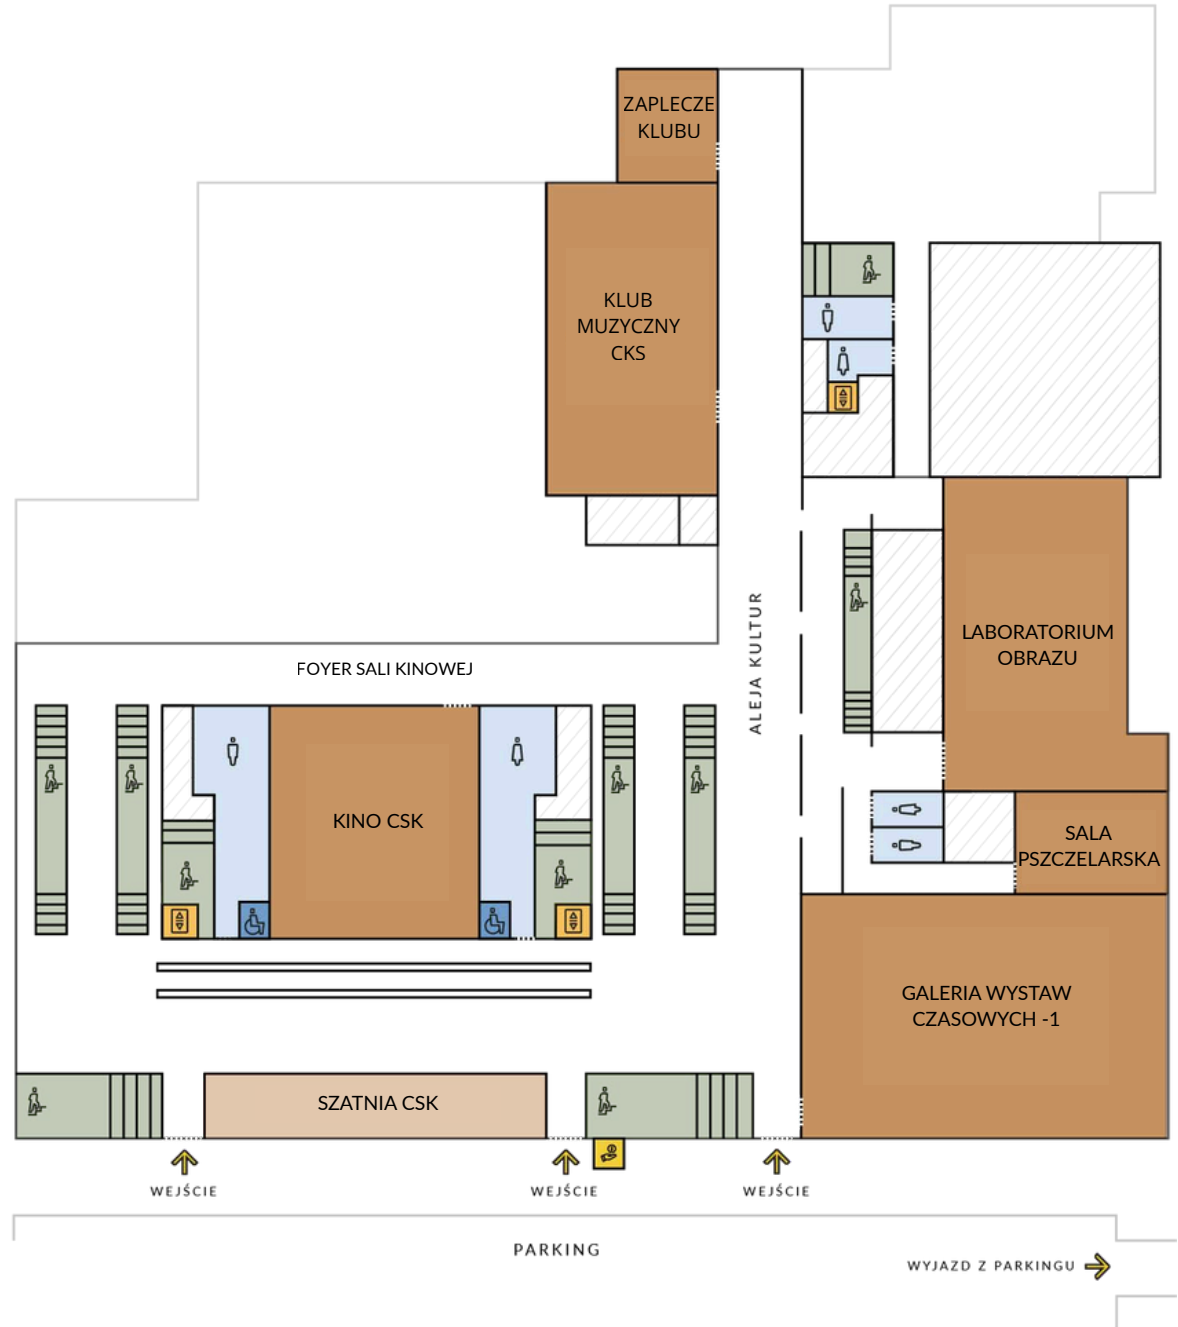 ZAPLECZE
KLUBU
KLUB
MUZYCZNY
CKS
ALEJA KULTUR
LABORATORIUM
OBRAZU
FOYER SALI KINOWEJ
KINO CSK
SALA
PSZCZELARSKA
GALERIA WYSTAW
CZASOWYCH -1
SZATNIA CSK
WEJŚCIE
WEJŚCIE
WEJŚCIE
PARKING
WYJAZD Z PARKINGU